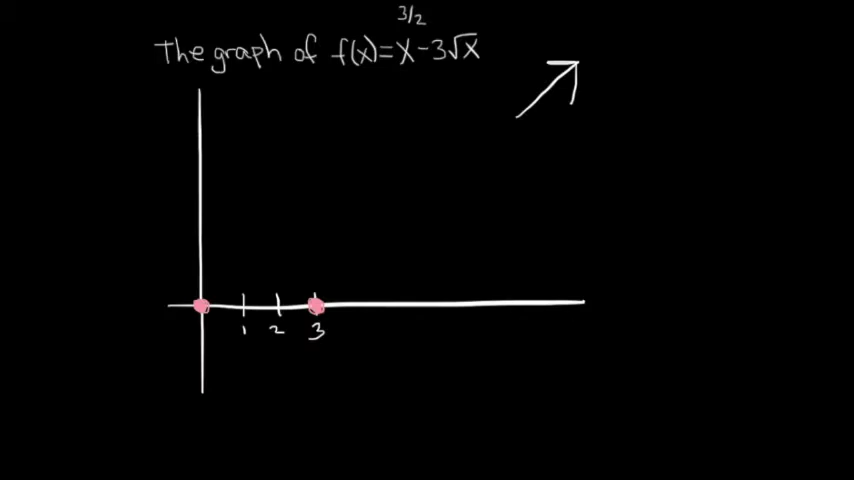 3/2
The graph of f(x)=x-3√x
1 2 3